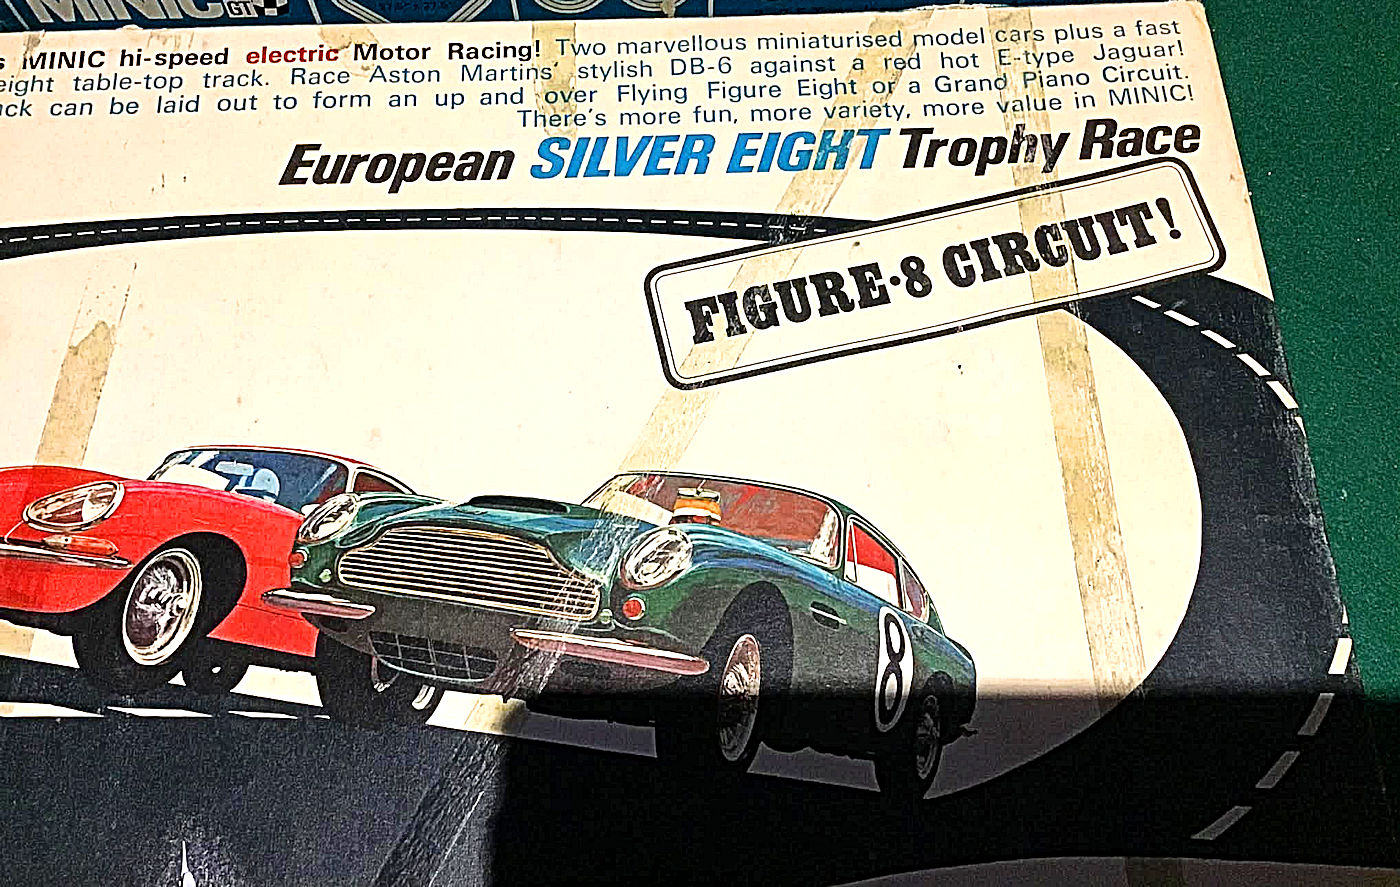 MINIC GT
s MINIC hi-speed electric Motor Racing! Two marvellous miniaturised model cars plus a fast
eight table-top track. Race Aston Martins' stylish DB-6 against a red hot E-type Jaguar!
ck can be laid out to form an up and over Flying Figure Eight or a Grand Piano Circuit.
There's more fun, more variety, more value in MINIC!
European SILVER EIGHT Trophy Race
FIGURE·8 CIRCUIT!
8